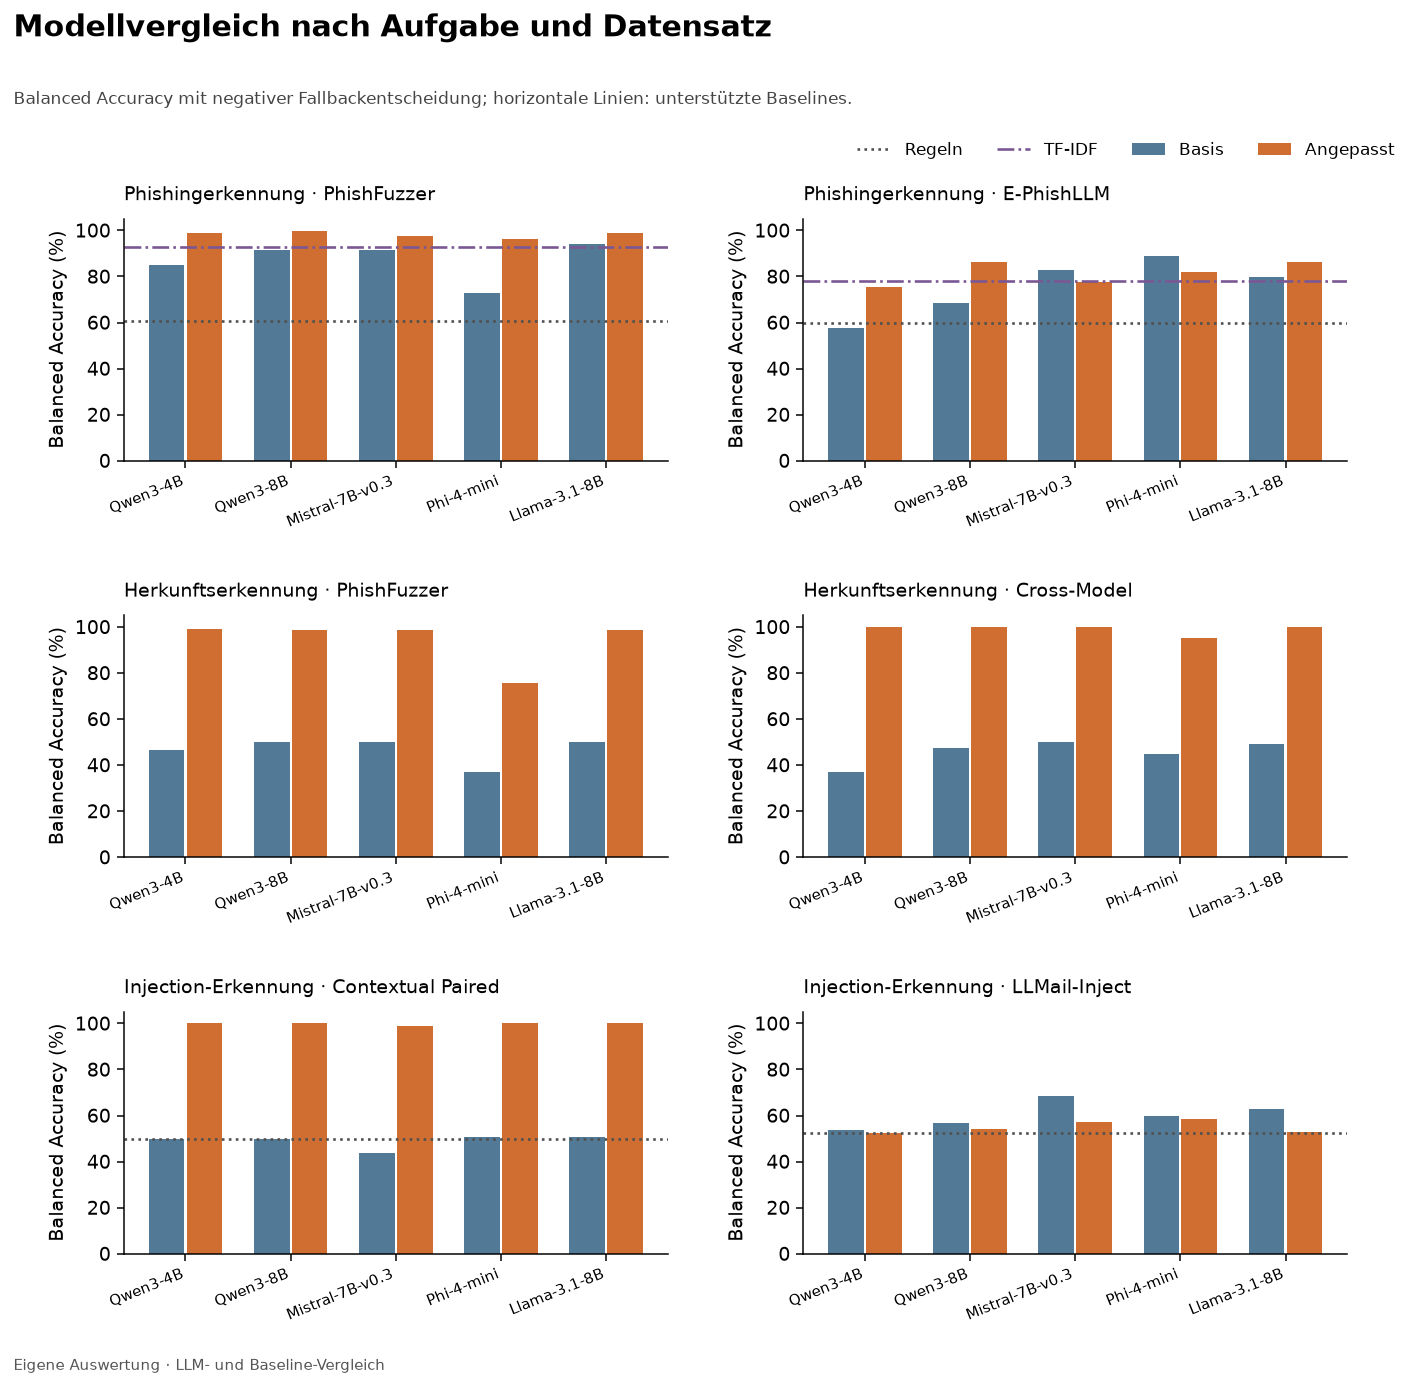 Modellvergleich nach Aufgabe und Datensatz
Balanced Accuracy mit negativer Fallbackentscheidung; horizontale Linien: unterstützte Baselines.
Regeln TF-IDF Basis Angepasst
Phishingerkennung · PhishFuzzer
Balanced Accuracy (%)
100
80
60
40
20
0
Qwen3-4B Qwen3-8B Mistral-7B-v0.3 Phi-4-mini Llama-3.1-8B
Phishingerkennung · E-PhishLLM
Balanced Accuracy (%)
100
80
60
40
20
0
Qwen3-4B Qwen3-8B Mistral-7B-v0.3 Phi-4-mini Llama-3.1-8B
Herkunftserkennung · PhishFuzzer
Balanced Accuracy (%)
100
80
60
40
20
0
Qwen3-4B Qwen3-8B Mistral-7B-v0.3 Phi-4-mini Llama-3.1-8B
Herkunftserkennung · Cross-Model
Balanced Accuracy (%)
100
80
60
40
20
0
Qwen3-4B Qwen3-8B Mistral-7B-v0.3 Phi-4-mini Llama-3.1-8B
Injection-Erkennung · Contextual Paired
Balanced Accuracy (%)
100
80
60
40
20
0
Qwen3-4B Qwen3-8B Mistral-7B-v0.3 Phi-4-mini Llama-3.1-8B
Injection-Erkennung · LLMail-Inject
Balanced Accuracy (%)
100
80
60
40
20
0
Qwen3-4B Qwen3-8B Mistral-7B-v0.3 Phi-4-mini Llama-3.1-8B
Eigene Auswertung · LLM- und Baseline-Vergleich